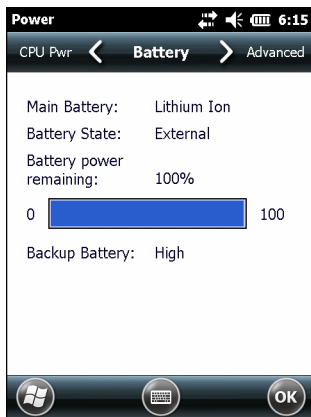 Power 6:15
CPU Pwr Battery Advanced
Main Battery: Lithium Ion
Battery State: External
Battery power
remaining: 100%
0 100
Backup Battery: High
OK